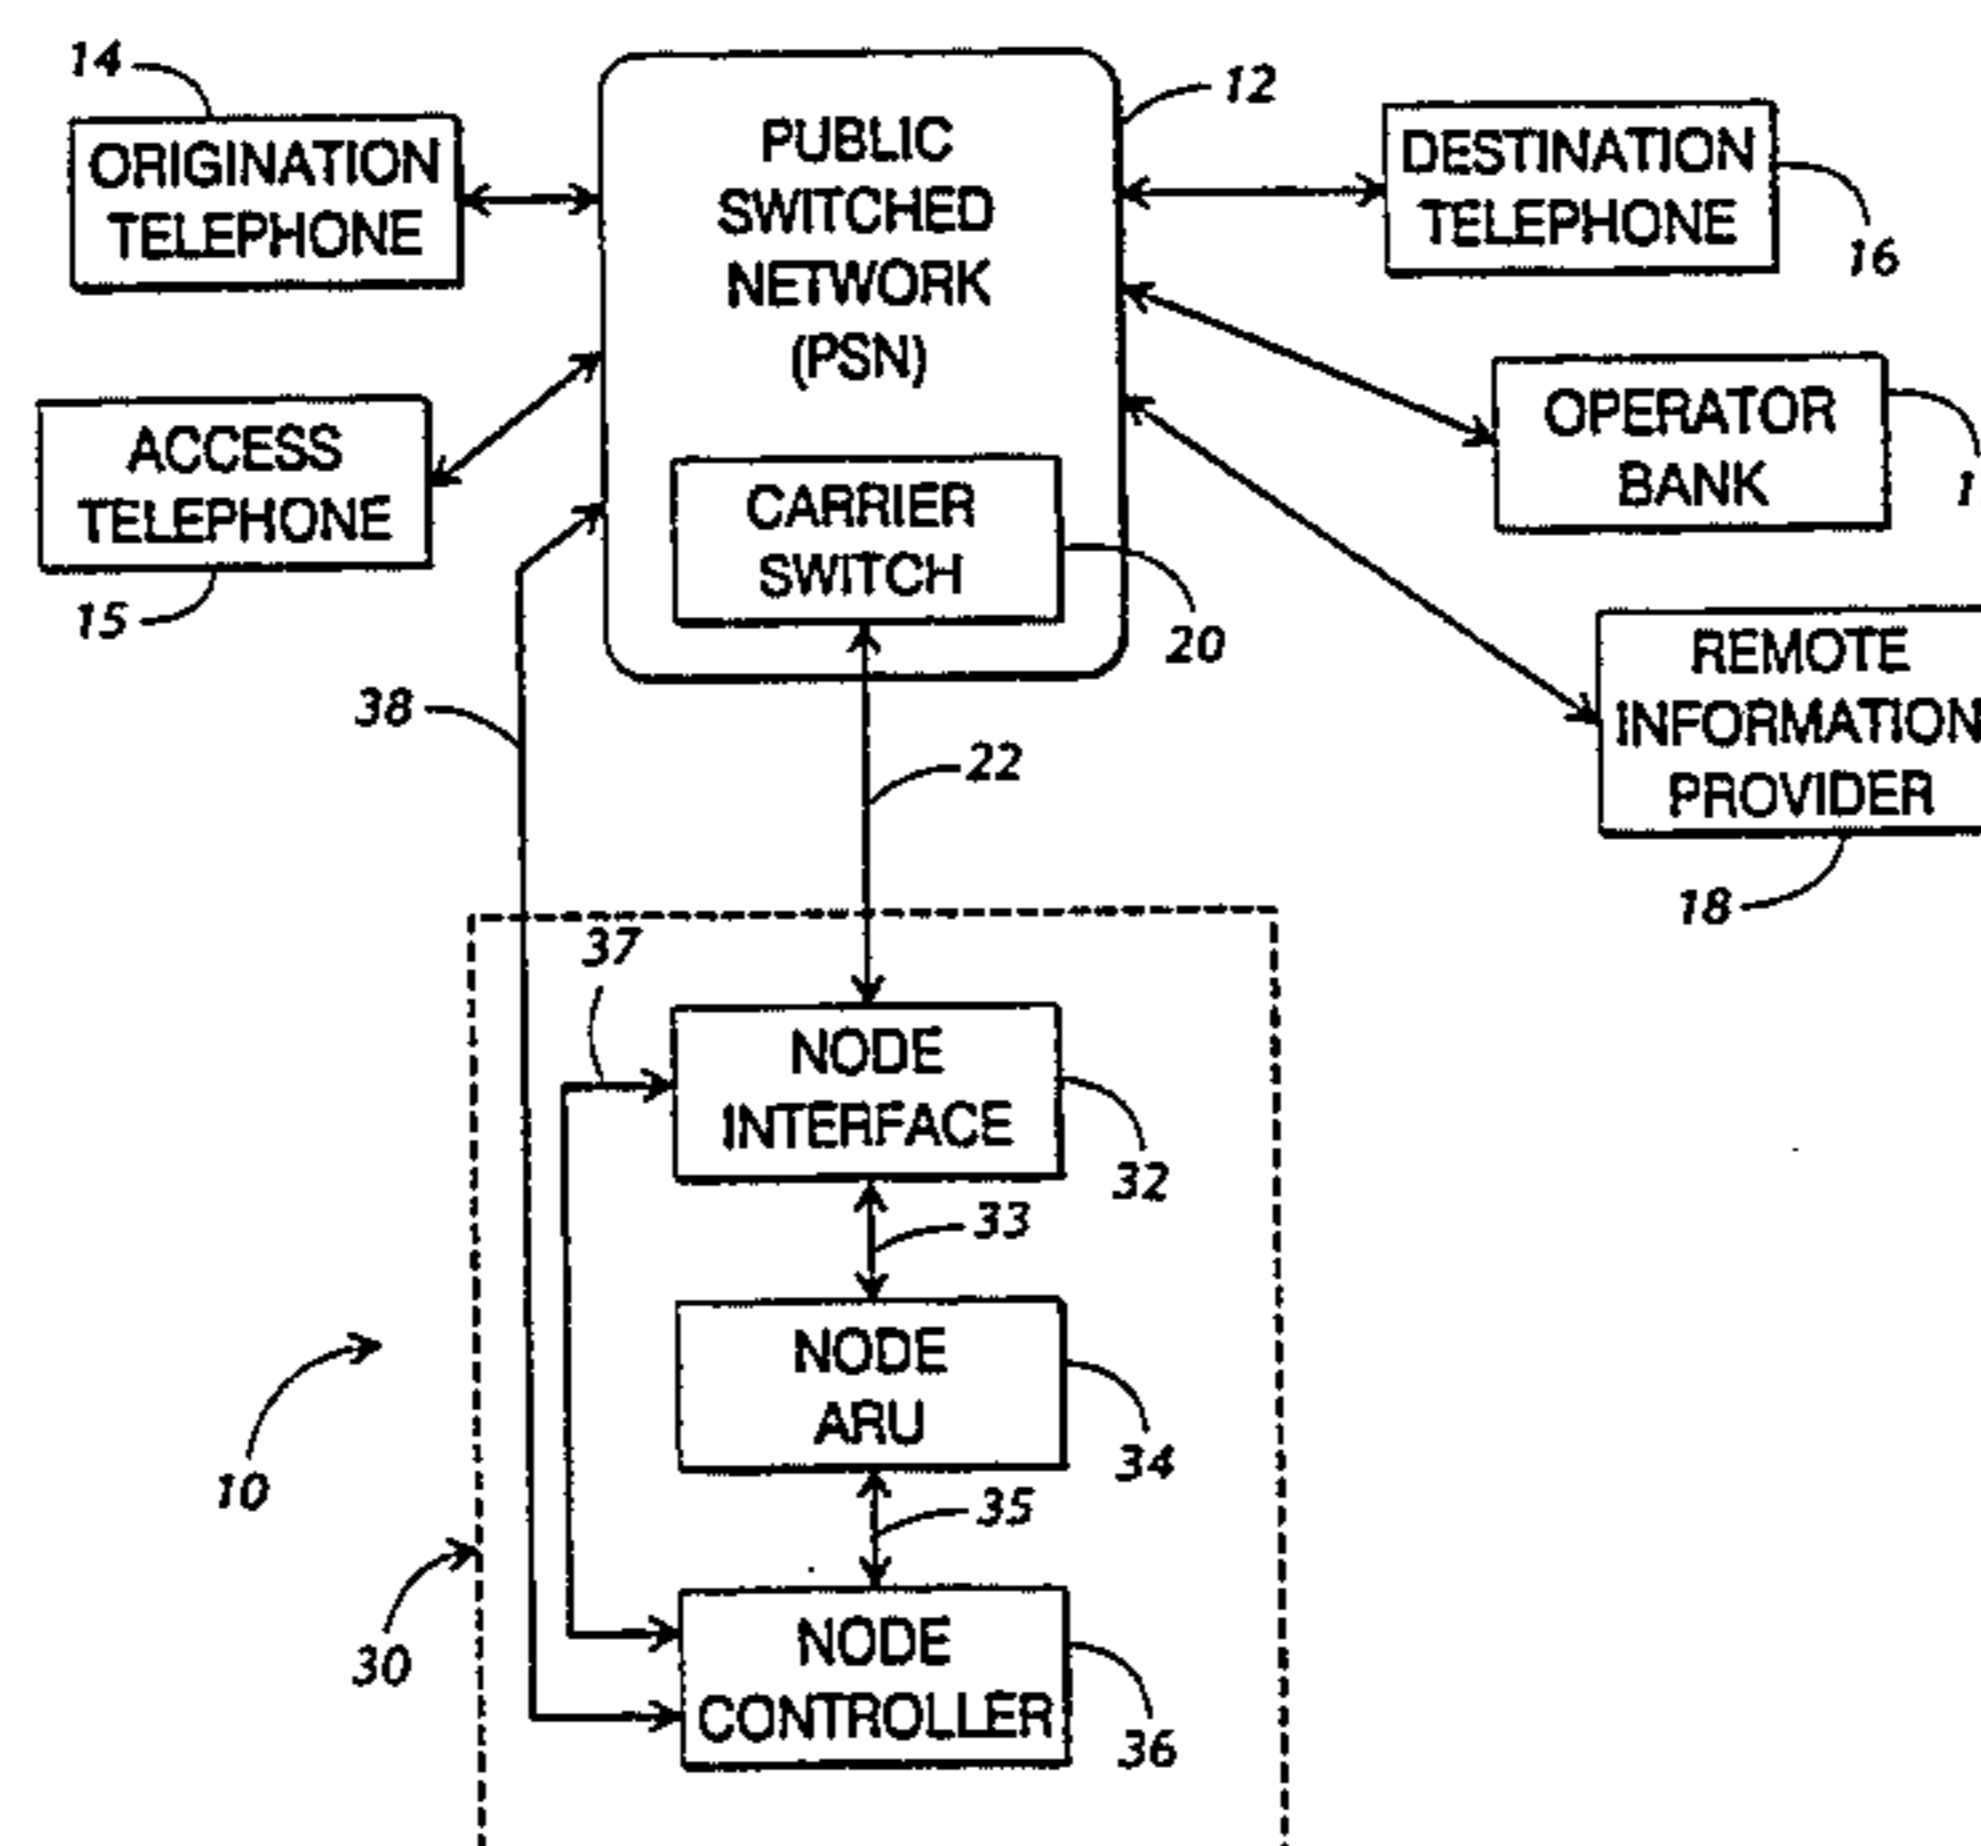 14
ORIGINATION
TELEPHONE
PUBLIC
SWITCHED
NETWORK
(PSN)
12
DESTINATION
TELEPHONE
16
ACCESS
TELEPHONE
15
CARRIER
SWITCH
20
OPERATOR
BANK
1
REMOTE
INFORMATION
PROVIDER
18
38
22
37
NODE
INTERFACE
32
33
NODE
ARU
34
10
35
30
NODE
CONTROLLER
36